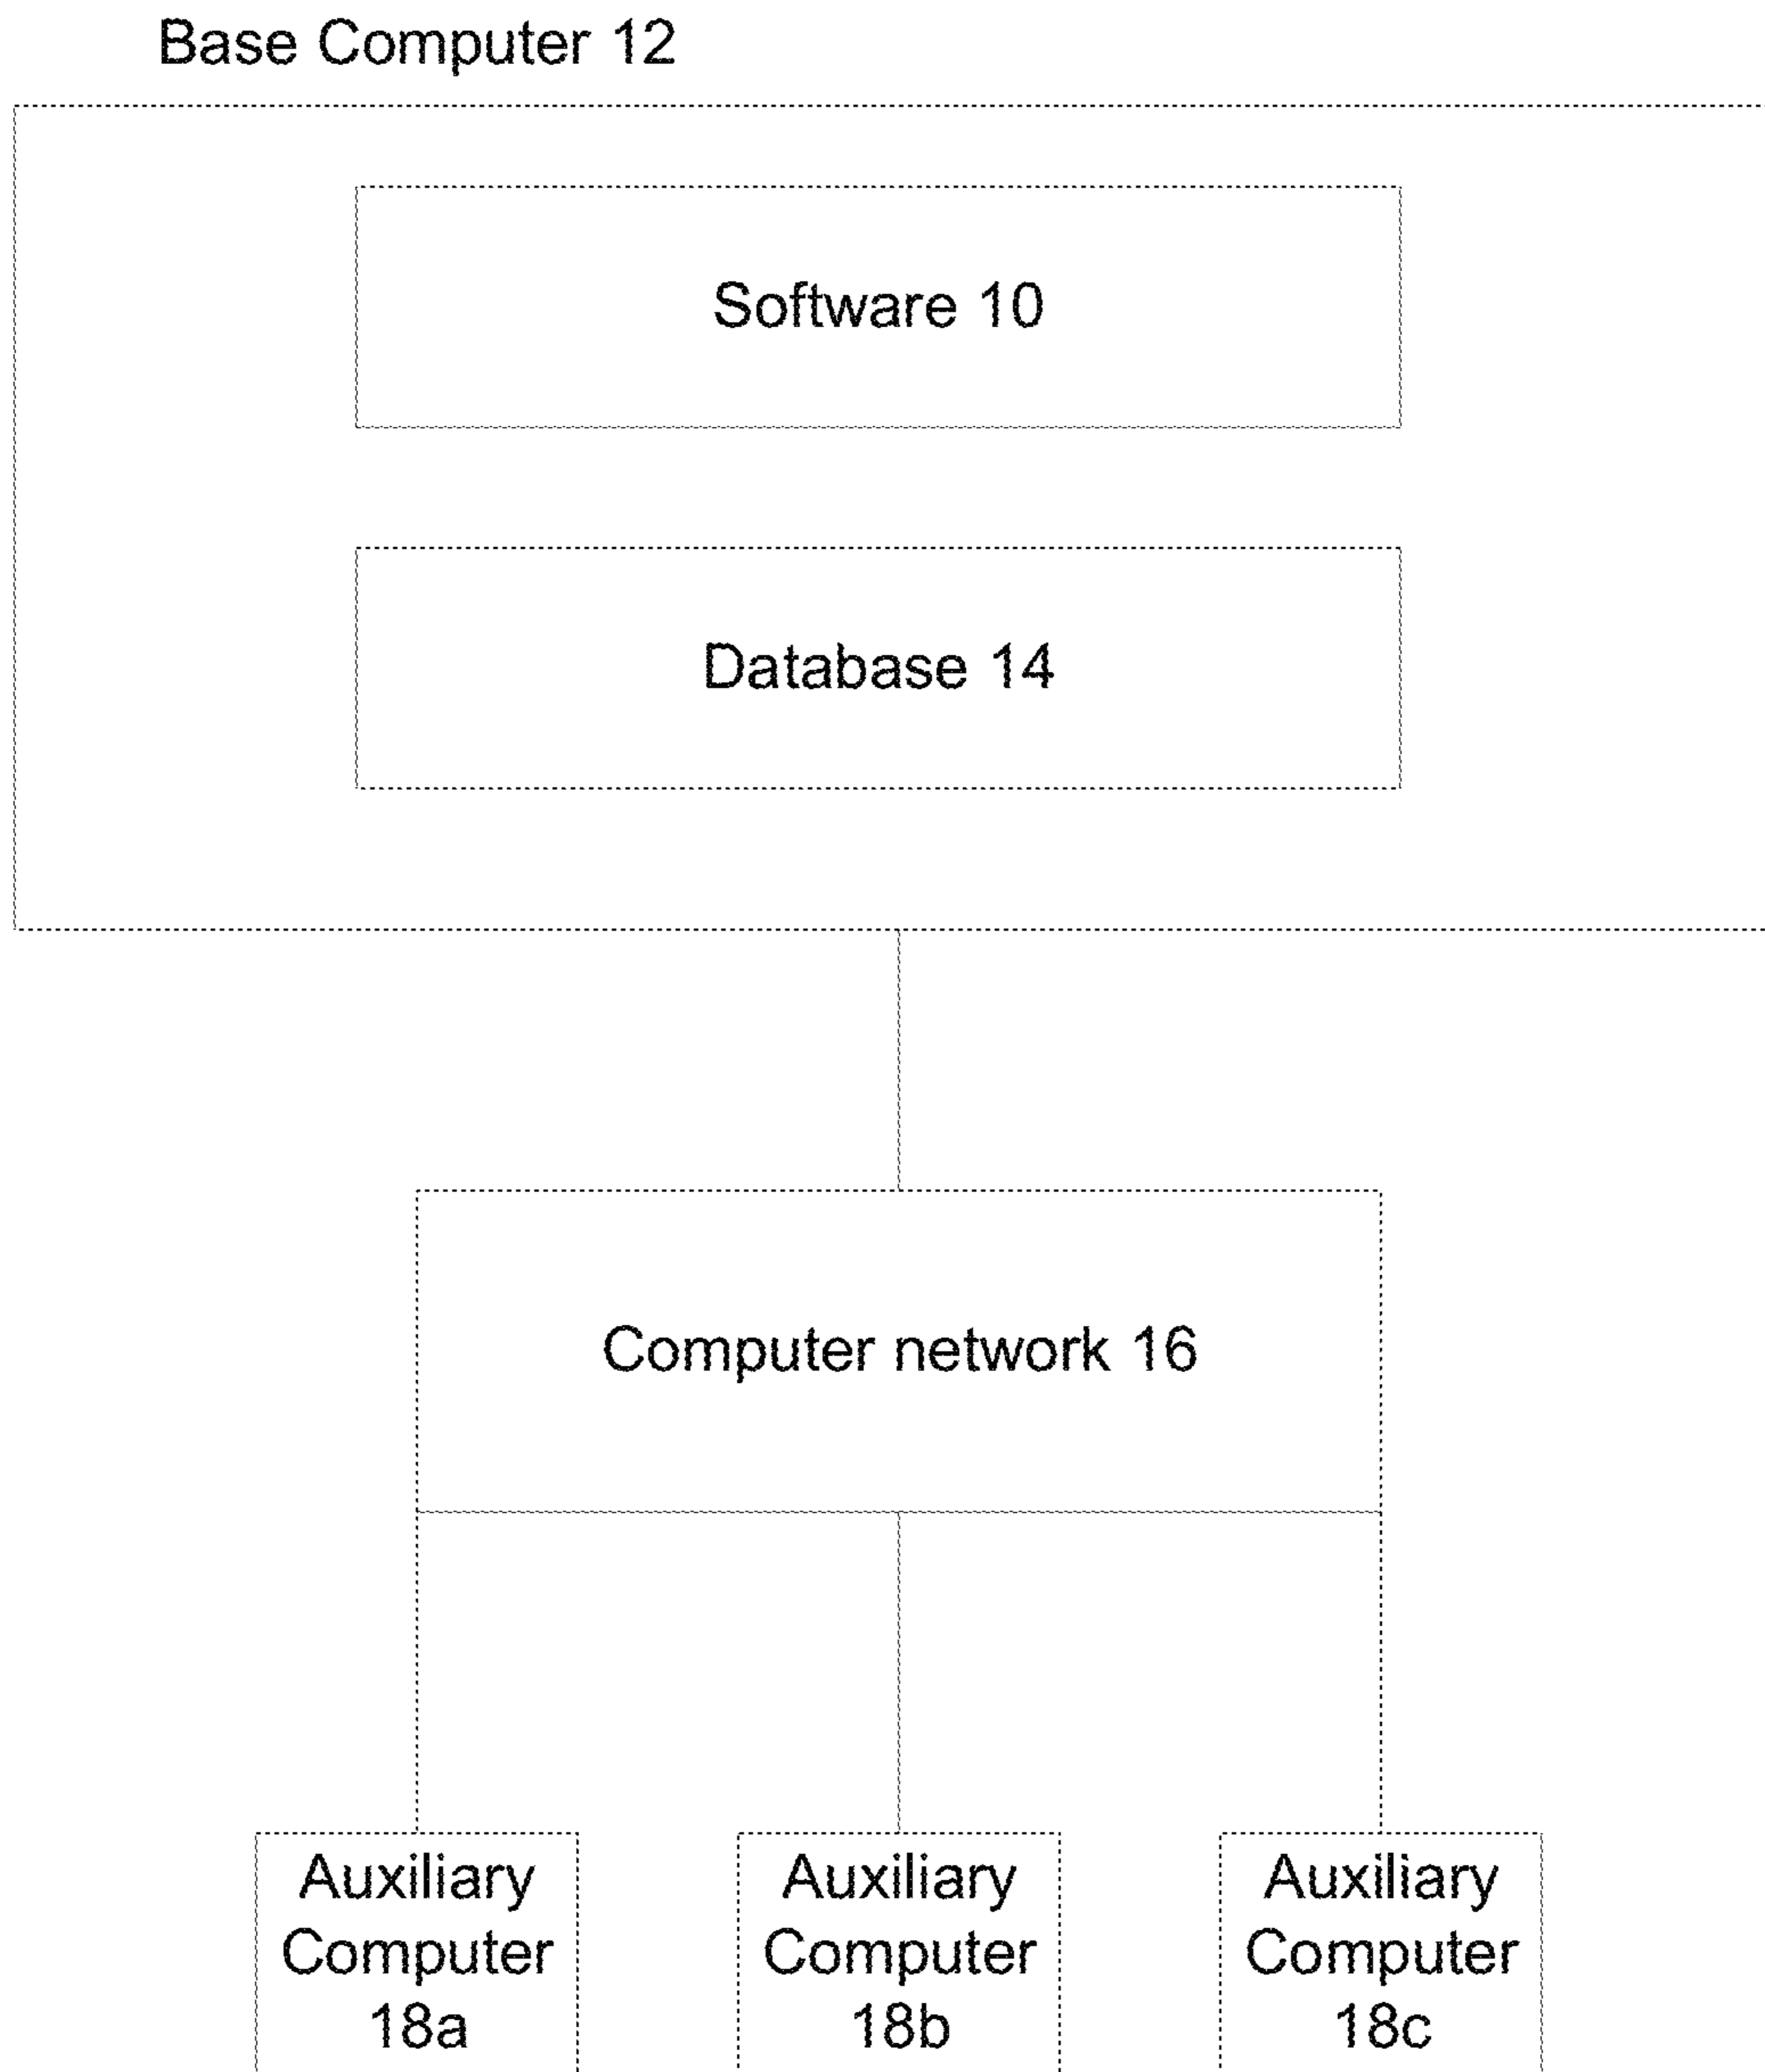 Base Computer 12
Software 10
Database 14
Computer network 16
Auxiliary
Computer
18a
Auxiliary
Computer
18b
Auxiliary
Computer
18c